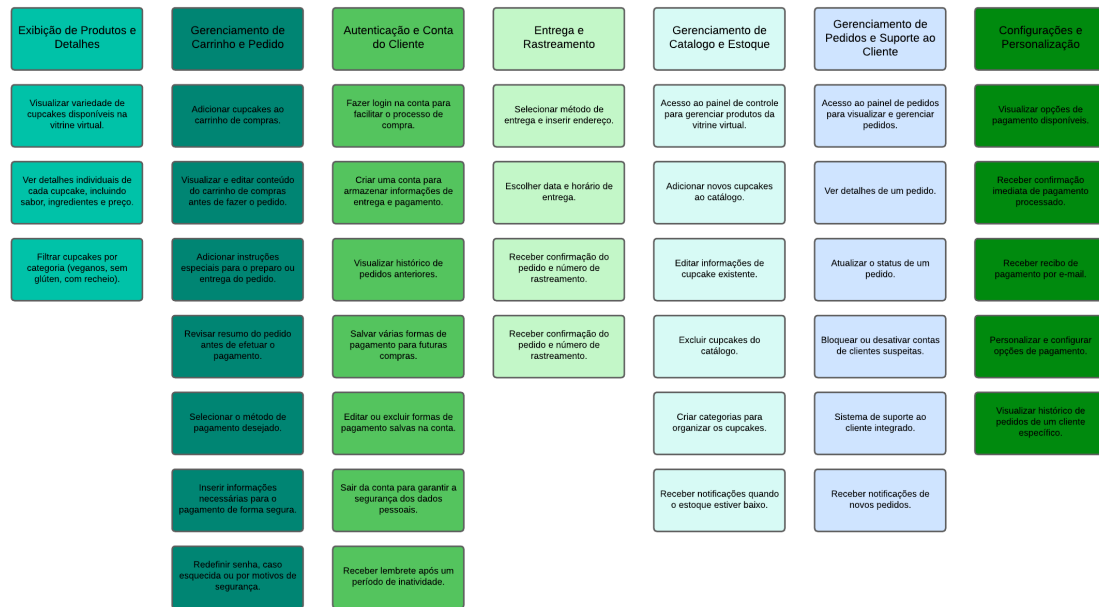 Exibição de Produtos e
Detalhes
Visualizar variedade de
cupcakes disponíveis na
vitrine virtual.
Ver detalhes individuais de
cada cupcake, incluindo
sabor, ingredientes e preço.
Filtrar cupcakes por
categoria (veganos, sem
glúten, com recheio).
Gerenciamento de
Carrinho e Pedido
Adicionar cupcakes ao
carrinho de compras.
Visualizar e editar conteúdo
do carrinho de compras
antes de fazer o pedido.
Adicionar instruções
especiais para o preparo ou
entrega do pedido.
Revisar resumo do pedido
antes de efetuar o
pagamento.
Selecionar o método de
pagamento desejado.
Inserir informações
necessárias para o
pagamento de forma segura.
Redefinir senha, caso
esquecida ou por motivos de
segurança.
Autenticação e Conta
do Cliente
Fazer login na conta para
facilitar o processo de
compra.
Criar uma conta para
armazenar informações de
entrega e pagamento.
Visualizar histórico de
pedidos anteriores.
Salvar várias formas de
pagamento para futuras
compras.
Editar ou excluir formas de
pagamento salvas na conta.
Sair da conta para garantir a
segurança dos dados
pessoais.
Receber lembrete após um
período de inatividade.
Entrega e
Rastreamento
Selecionar método de
entrega e inserir endereço.
Escolher data e horário de
entrega.
Receber confirmação do
pedido e número de
rastreamento.
Receber confirmação do
pedido e número de
rastreamento.
Gerenciamento de
Catalogo e Estoque
Acesso ao painel de controle
para gerenciar produtos da
vitrine virtual.
Adicionar novos cupcakes
ao catálogo.
Editar informações de
cupcake existente.
Excluir cupcakes do
catálogo.
Criar categorias para
organizar os cupcakes.
Receber notificações quando
o estoque estiver baixo.
Gerenciamento de
Pedidos e Suporte ao
Cliente
Acesso ao painel de pedidos
para visualizar e gerenciar
pedidos.
Ver detalhes de um pedido.
Atualizar o status de um
pedido.
Bloquear ou desativar contas
de clientes suspeitas.
Sistema de suporte ao
cliente integrado.
Receber notificações de
novos pedidos.
Configurações e
Personalização
Visualizar opções de
pagamento disponíveis.
Receber confirmação
imediata de pagamento
processado.
Receber recibo de
pagamento por e-mail.
Personalizar e configurar
opções de pagamento.
Visualizar histórico de
pedidos de um cliente
específico.